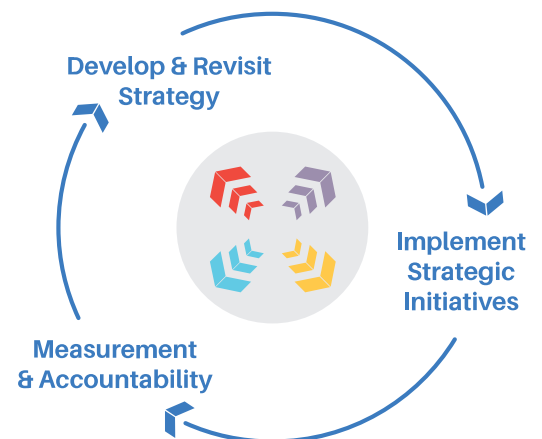 Develop & Revisit
Strategy
Implement
Strategic
Initiatives
Measurement
& Accountability